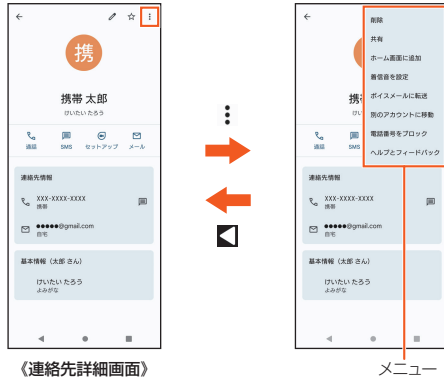 携
携帯 太郎
けいたい たろう
通話
SMS
セットアップ
メール
連絡先情報
XXX-XXXX-XXXX
携帯
●●●●●@gmail.com
自宅
基本情報（太郎 さん）
けいたい たろう
よみがな
《連絡先詳細画面》
削除
共有
ホーム画面に追加
着信音を設定
ボイスメールに転送
別のアカウントに移動
電話番号をブロック
ヘルプとフィードバック
携帯
けいた
通話
SMS
連絡先情報
XXX-XXXX-XXXX
携帯
●●●●●@gmail.com
自宅
基本情報（太郎 さん）
けいたい たろう
よみがな
メニュー